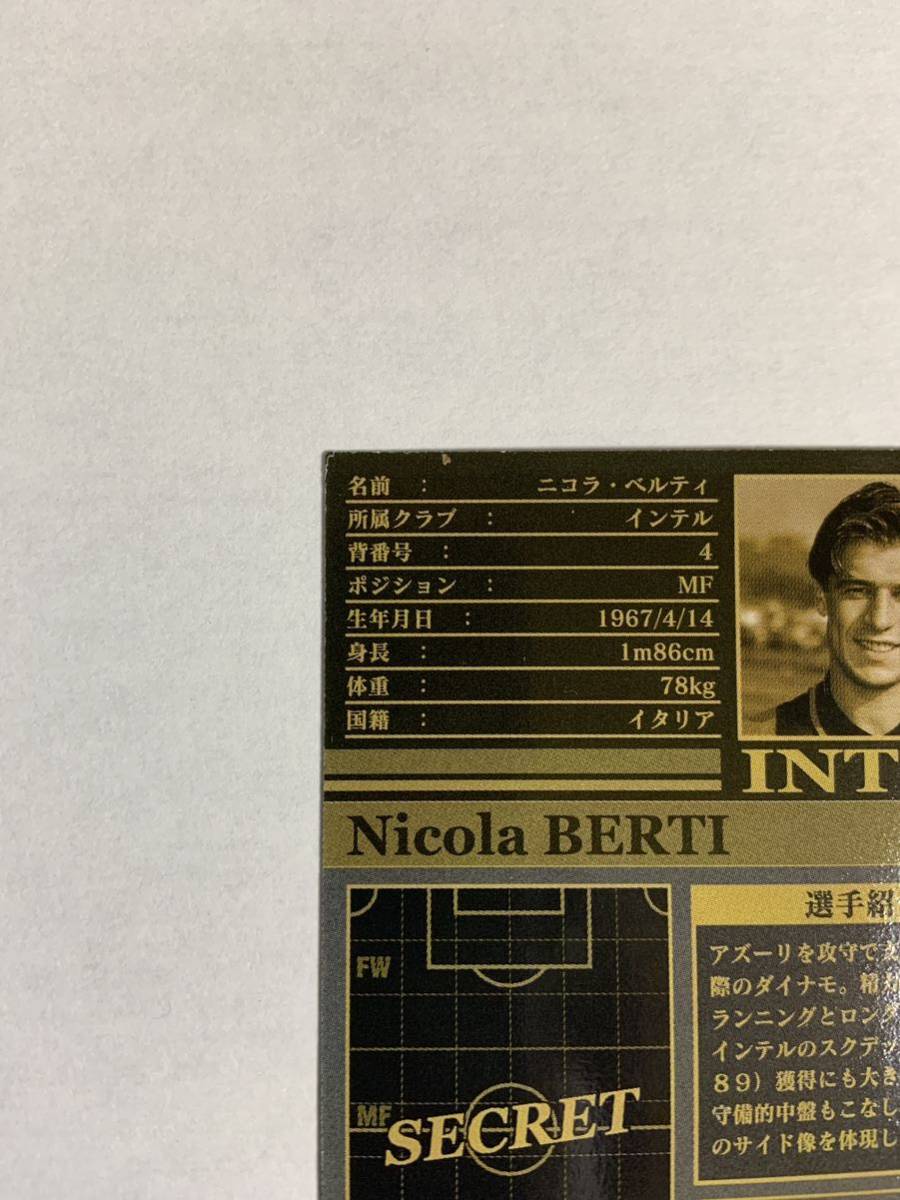 名前 : ニコラ・ベルティ
所属クラブ : インテル
背番号 : 4
ポジション : MF
生年月日 : 1967/4/14
身長 : 1m86cm
体重 : 78kg
国籍 : イタリア
INT
Nicola BERTI
FW
MF
SECRET
選手紹
アズーリを攻守で
際のダイナモ。精力
ランニングとロング
インテルのスクデッ
89）獲得にも大き
守備的中盤もこなし
のサイド像を体現し